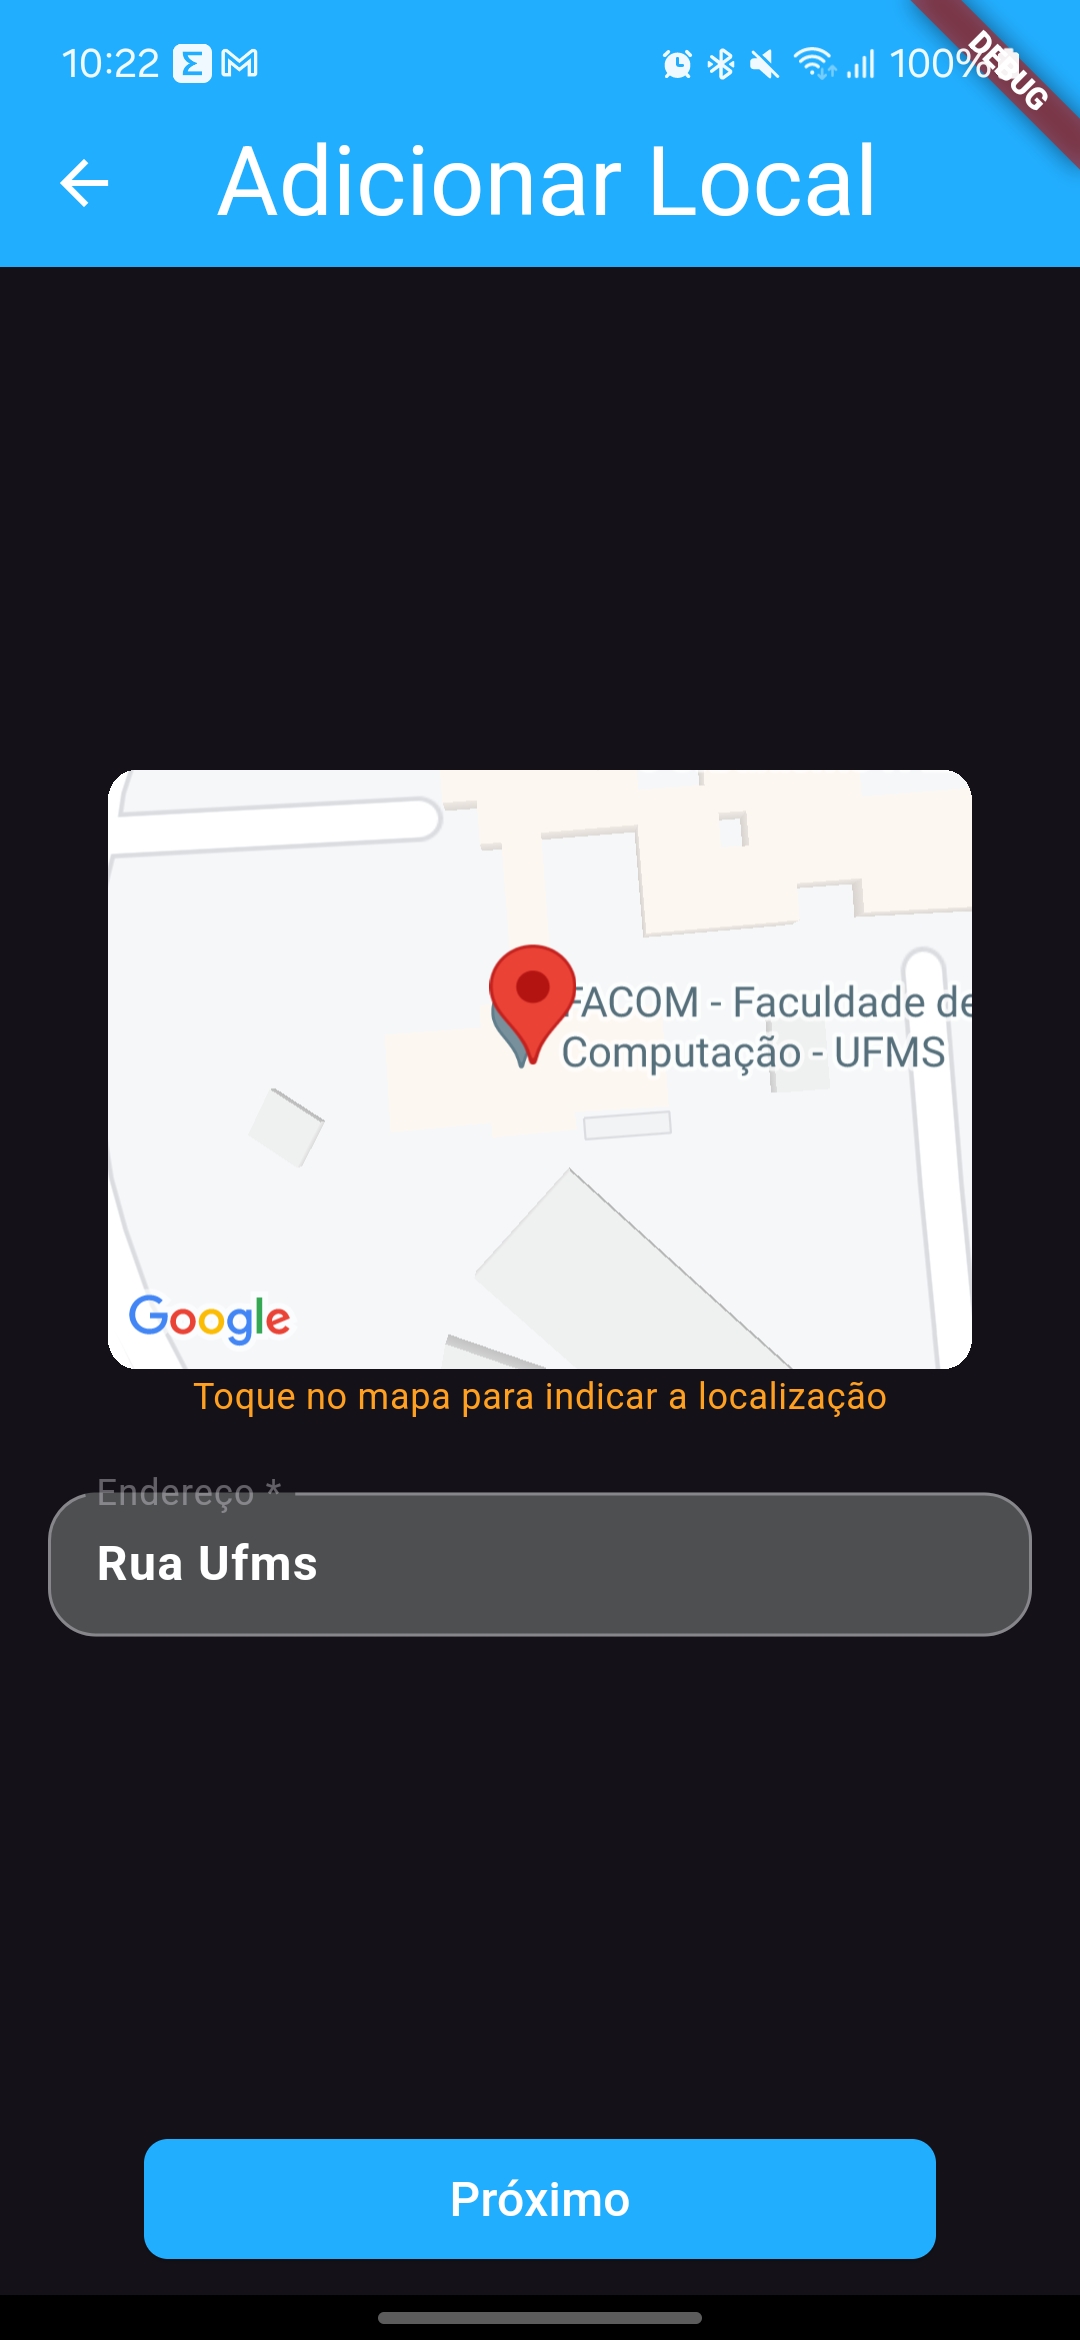 10:22
100%
DEBUG
Adicionar Local
FACOM - Faculdade de
Computação - UFMS
Google
Toque no mapa para indicar a localização
Endereço *
Rua Ufms
Próximo